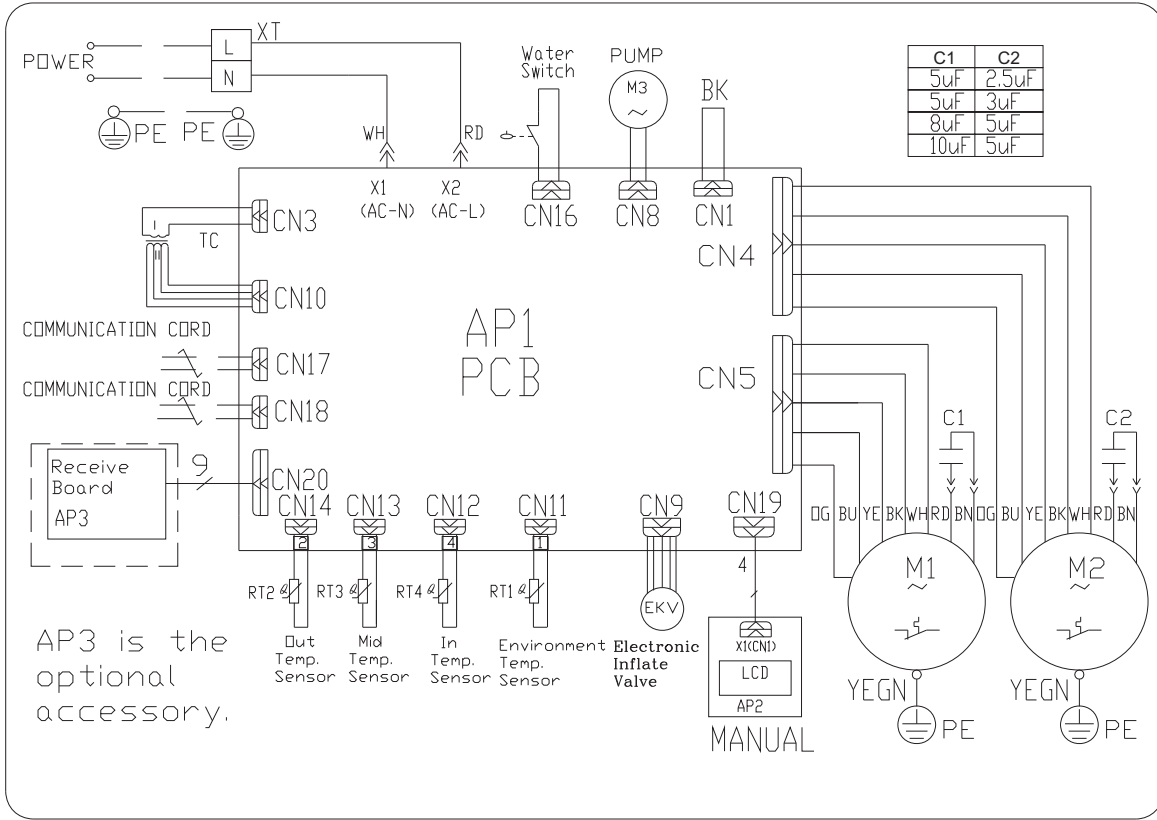 POWER
L
XT
N
PE
PE
WH
RD
Water
Switch
PUMP
M3
~
BK
C1 C2
5uF 2.5uF
5uF 3uF
8uF 5uF
10uF 5uF
X1
(AC-N)
X2
(AC-L)
CN16
CN8
CN1
CN3
I
II
TC
CN10
CN4
AP1
PCB
COMMUNICATION CORD
CN17
COMMUNICATION CORD
CN18
CN5
Receive
Board
AP3
9
CN20
CN14
CN13
CN12
CN11
CN9
CN19
2
3
4
1
4
C1
C2
OG BU YE BK WH RD BN
OG BU YE BK WH RD BN
M1
~
M2
~
RT2
RT3
RT4
RT1
EKV
Out
Temp.
Sensor
Mid
Temp.
Sensor
In
Temp.
Sensor
Environment
Temp.
Sensor
Electronic
Inflate
Valve
X1(CN1)
LCD
AP2
MANUAL
YEGN
PE
YEGN
PE
AP3 is the
optional
accessory.